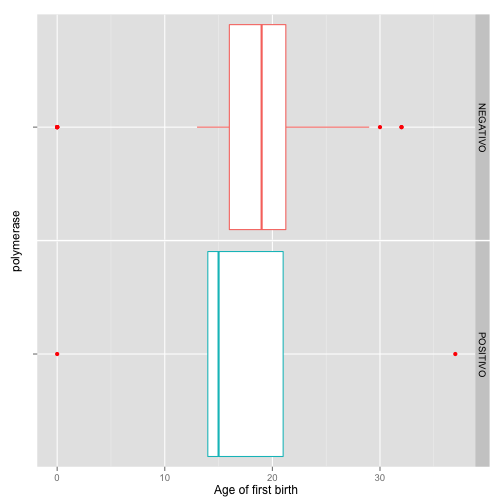 NEGATIVO
polymerase
POSITIVO
0 10 20 30
Age of first birth